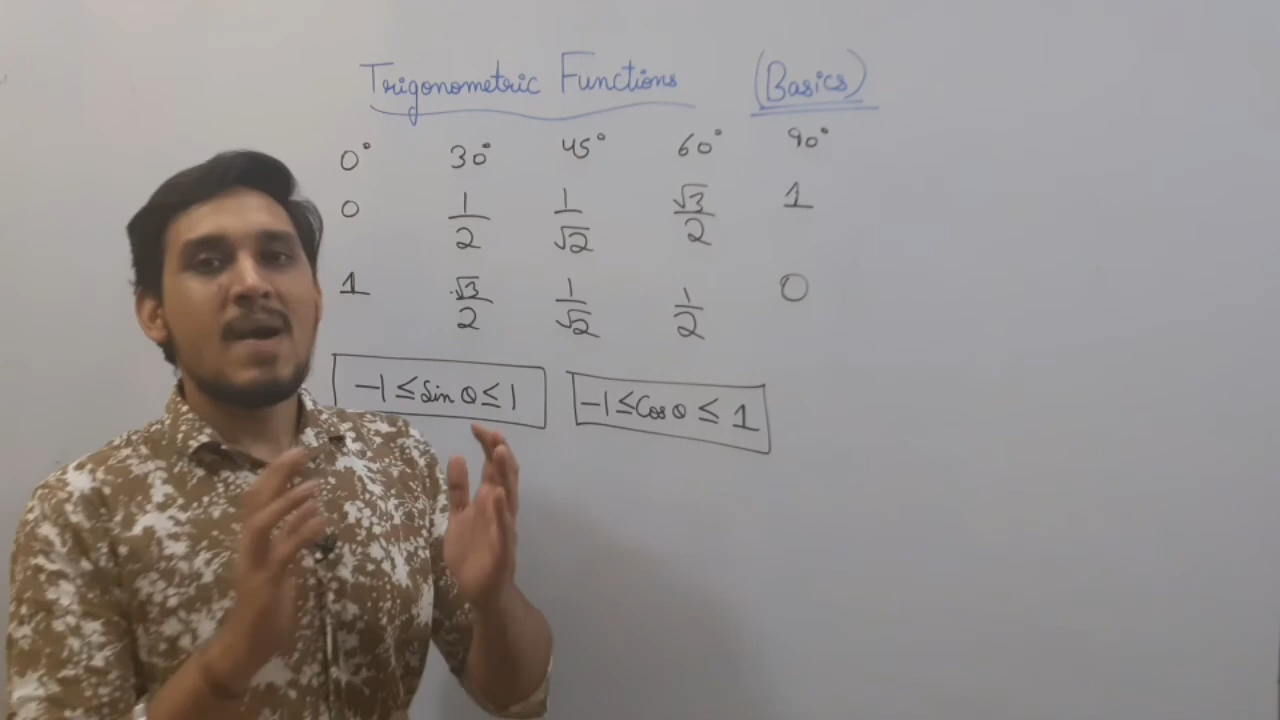 Trigonometric Functions (Basics)
0° 30° 45° 60° 90°
0 1/2 1/√2 √3/2 1
1 √3/2 1/√2 1/2 0
-1 ≤ Sin θ ≤ 1 -1 ≤ Cos θ ≤ 1